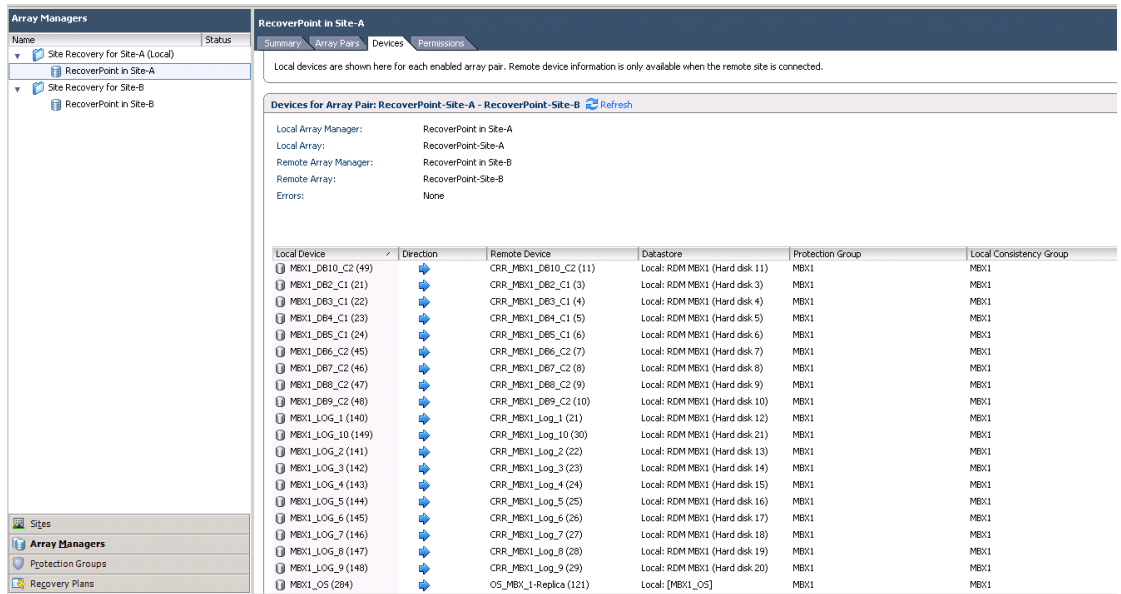 Array Managers
Name Status
Site Recovery for Site-A (Local)
RecoverPoint in Site-A
Site Recovery for Site-B
RecoverPoint in Site-B
Sites
Array Managers
Protection Groups
Recovery Plans
RecoverPoint in Site-A
Summary Array Pairs Devices Permissions
Local devices are shown here for each enabled array pair. Remote device information is only available when the remote site is connected.
Devices for Array Pair: RecoverPoint-Site-A - RecoverPoint-Site-B Refresh
Local Array Manager: RecoverPoint in Site-A
Local Array: RecoverPoint-Site-A
Remote Array Manager: RecoverPoint in Site-B
Remote Array: RecoverPoint-Site-B
Errors: None
Local Device Direction Remote Device Datastore Protection Group Local Consistency Group
MBX1_DB10_C2 (49) CRR_MBX1_DB10_C2 (11) Local: RDM MBX1 (Hard disk 11) MBX1 MBX1
MBX1_DB2_C1 (21) CRR_MBX1_DB2_C1 (3) Local: RDM MBX1 (Hard disk 3) MBX1 MBX1
MBX1_DB3_C1 (22) CRR_MBX1_DB3_C1 (4) Local: RDM MBX1 (Hard disk 4) MBX1 MBX1
MBX1_DB4_C1 (23) CRR_MBX1_DB4_C1 (5) Local: RDM MBX1 (Hard disk 5) MBX1 MBX1
MBX1_DB5_C1 (24) CRR_MBX1_DB5_C1 (6) Local: RDM MBX1 (Hard disk 6) MBX1 MBX1
MBX1_DB6_C2 (45) CRR_MBX1_DB6_C2 (7) Local: RDM MBX1 (Hard disk 7) MBX1 MBX1
MBX1_DB7_C2 (46) CRR_MBX1_DB7_C2 (8) Local: RDM MBX1 (Hard disk 8) MBX1 MBX1
MBX1_DB8_C2 (47) CRR_MBX1_DB8_C2 (9) Local: RDM MBX1 (Hard disk 9) MBX1 MBX1
MBX1_DB9_C2 (48) CRR_MBX1_DB9_C2 (10) Local: RDM MBX1 (Hard disk 10) MBX1 MBX1
MBX1_LOG_1 (140) CRR_MBX1_Log_1 (21) Local: RDM MBX1 (Hard disk 12) MBX1 MBX1
MBX1_LOG_10 (149) CRR_MBX1_Log_10 (30) Local: RDM MBX1 (Hard disk 21) MBX1 MBX1
MBX1_LOG_2 (141) CRR_MBX1_Log_2 (22) Local: RDM MBX1 (Hard disk 13) MBX1 MBX1
MBX1_LOG_3 (142) CRR_MBX1_Log_3 (23) Local: RDM MBX1 (Hard disk 14) MBX1 MBX1
MBX1_LOG_4 (143) CRR_MBX1_Log_4 (24) Local: RDM MBX1 (Hard disk 15) MBX1 MBX1
MBX1_LOG_5 (144) CRR_MBX1_Log_5 (25) Local: RDM MBX1 (Hard disk 16) MBX1 MBX1
MBX1_LOG_6 (145) CRR_MBX1_Log_6 (26) Local: RDM MBX1 (Hard disk 17) MBX1 MBX1
MBX1_LOG_7 (146) CRR_MBX1_Log_7 (27) Local: RDM MBX1 (Hard disk 18) MBX1 MBX1
MBX1_LOG_8 (147) CRR_MBX1_Log_8 (28) Local: RDM MBX1 (Hard disk 19) MBX1 MBX1
MBX1_LOG_9 (148) CRR_MBX1_Log_9 (29) Local: RDM MBX1 (Hard disk 20) MBX1 MBX1
MBX1_OS (284) OS_MBX_1-Replica (121) Local: [MBX1_OS] MBX1 MBX1